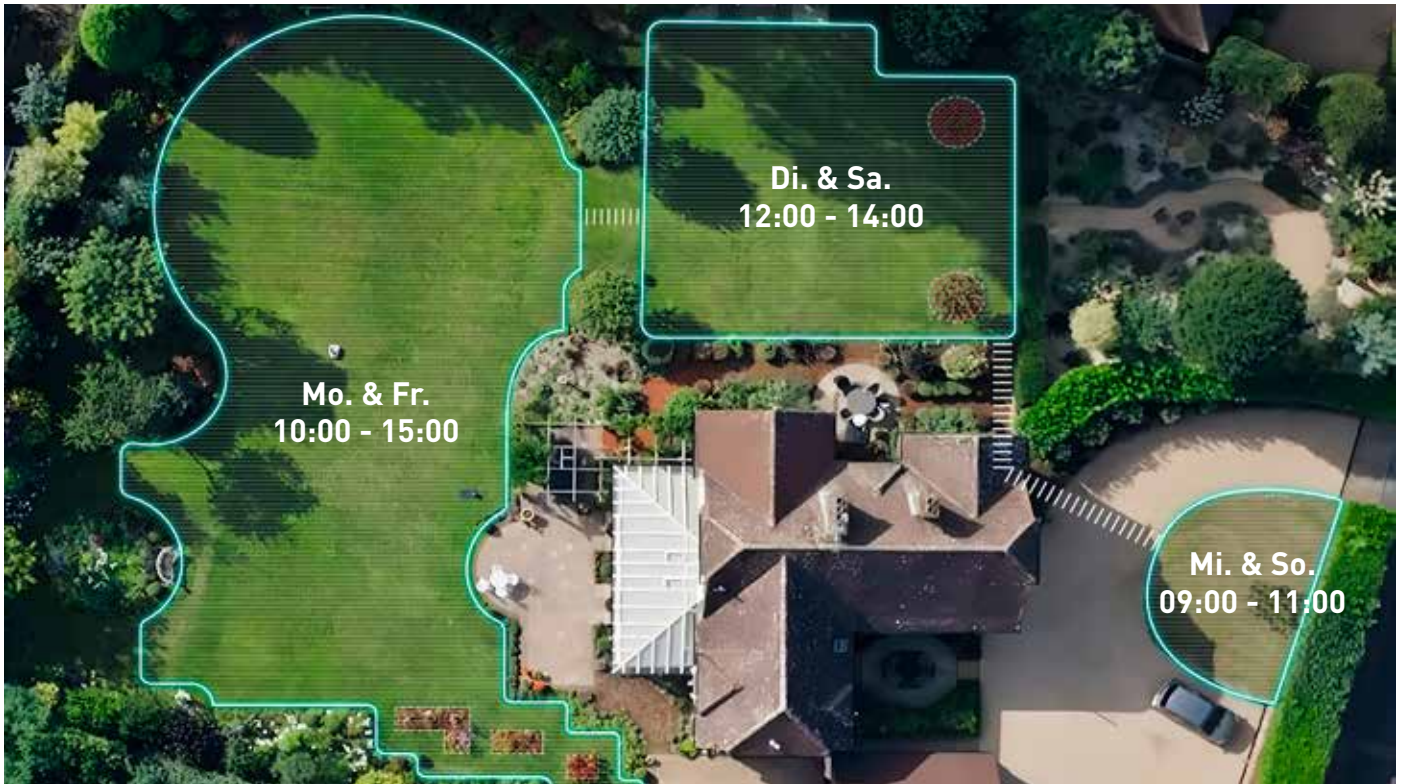 Di. & Sa.
12:00 - 14:00
Mo. & Fr.
10:00 - 15:00
Mi. & So.
09:00 - 11:00